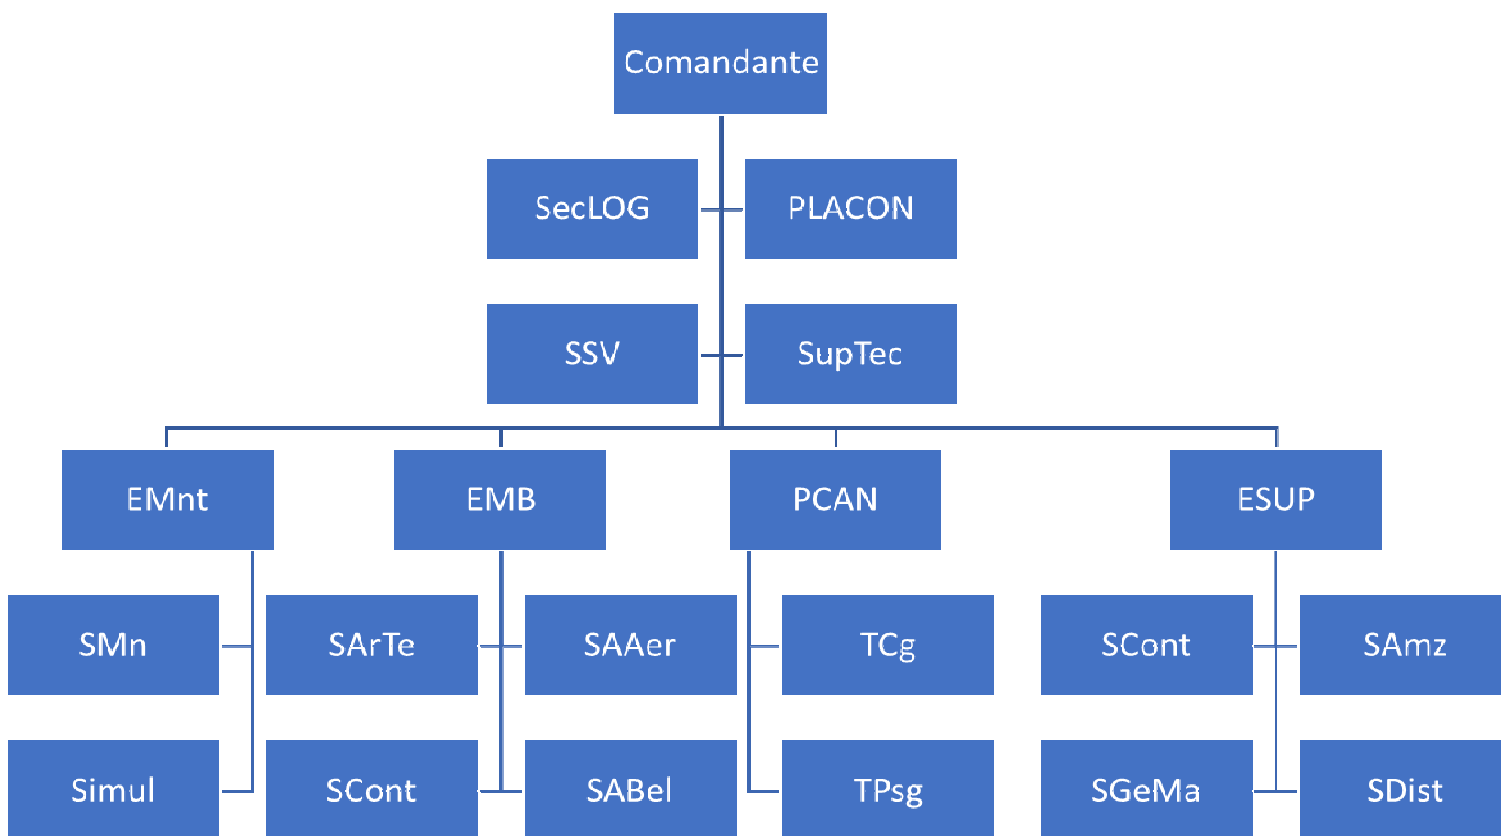 Comandante
SecLOG
PLACON
SSV
SupTec
EMnt
EMB
PCAN
ESUP
SMn
SArTe
SAAer
TCg
SCont
SAmz
Simul
SCont
SABel
TPsg
SGeMa
SDist